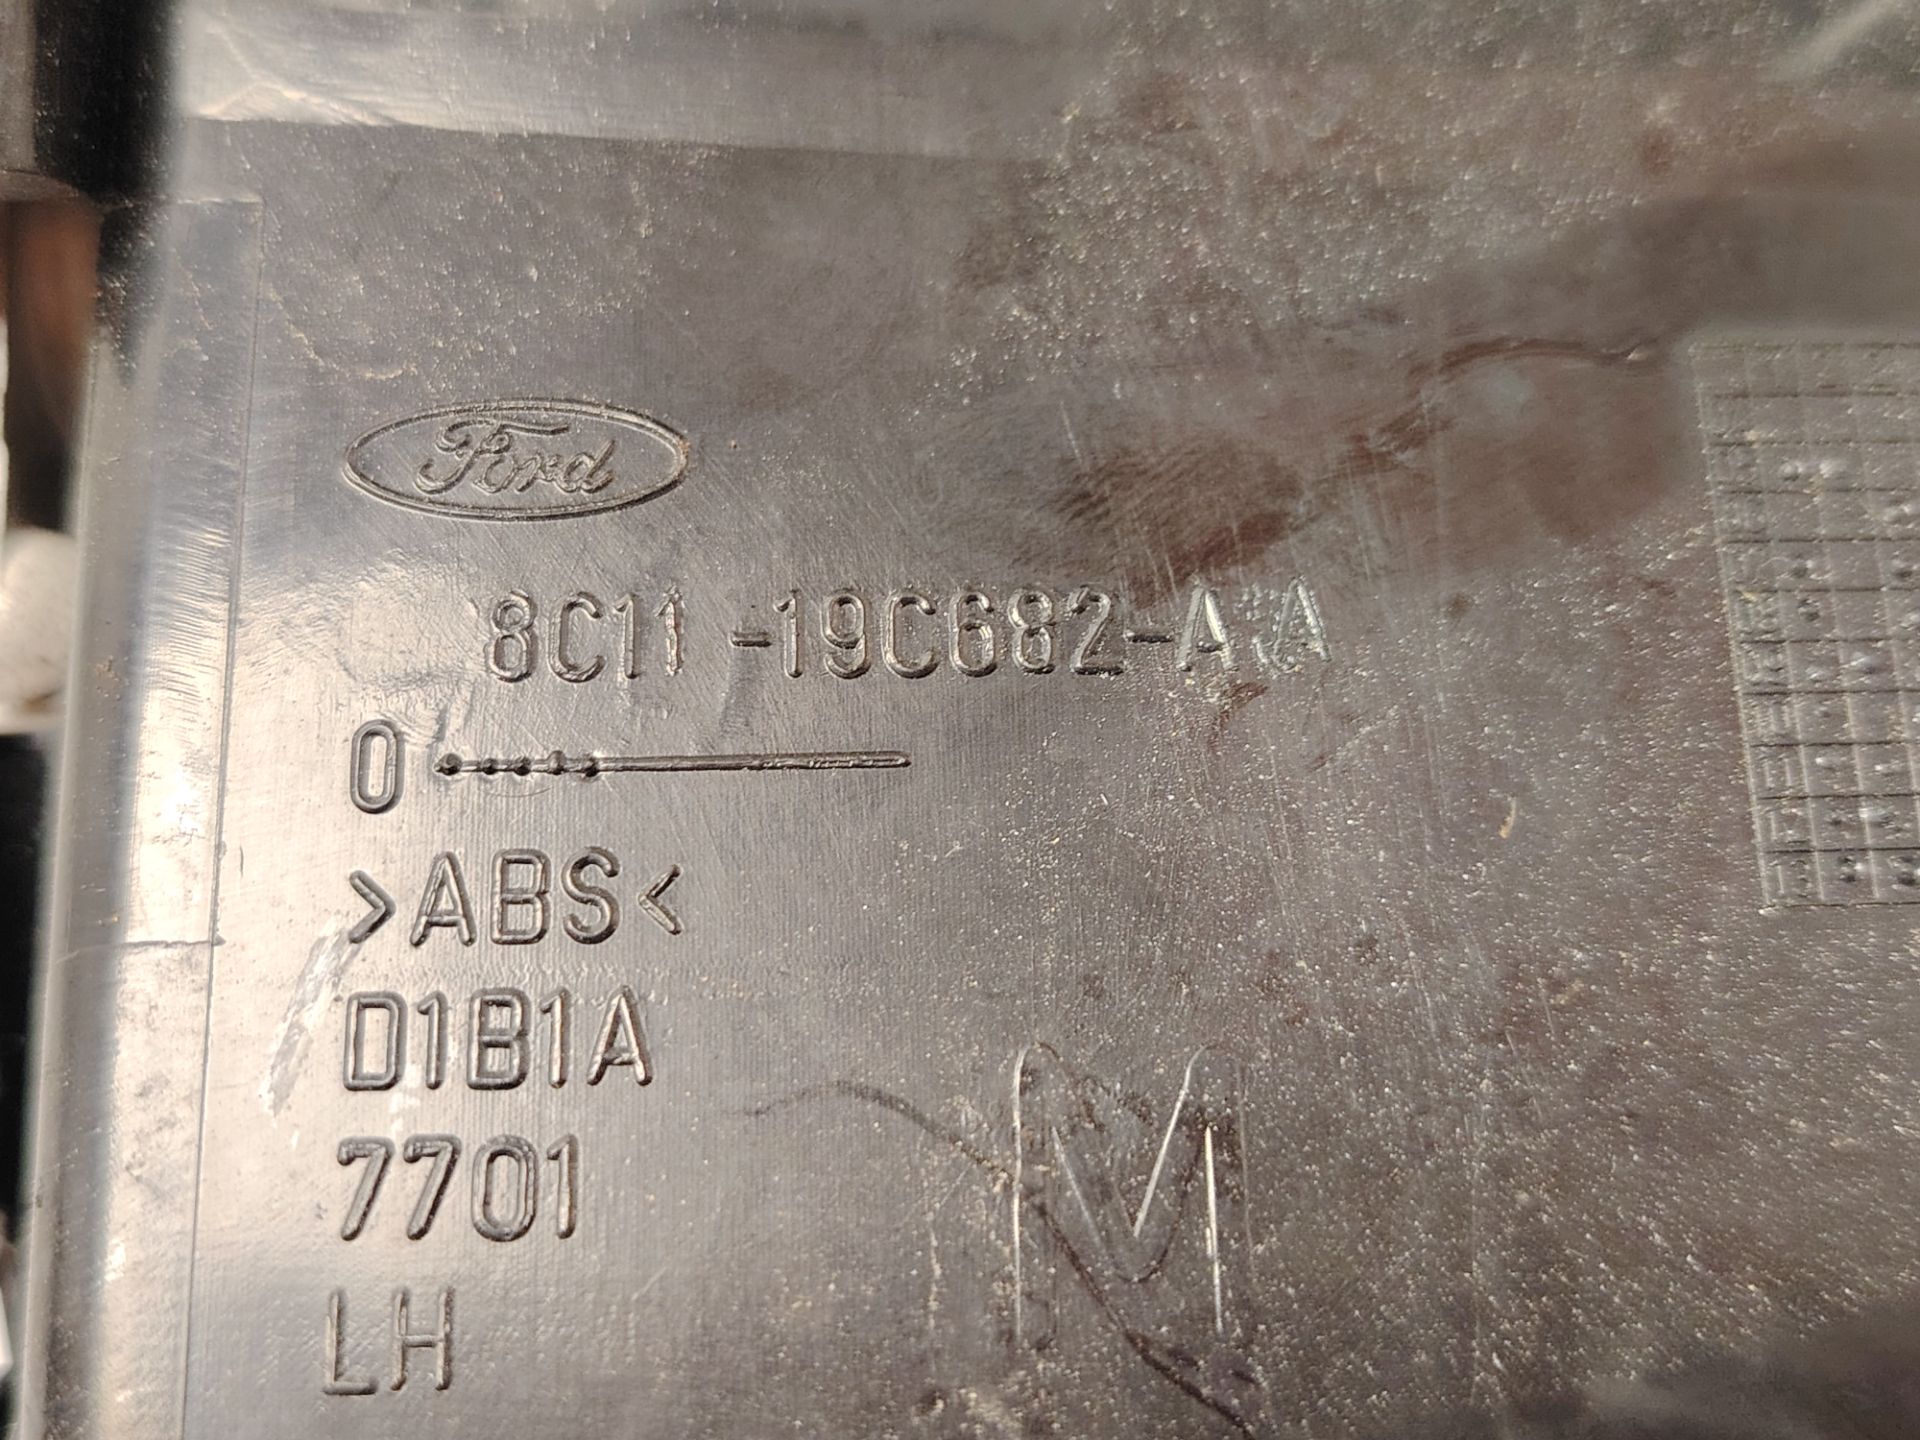 Ford
8C11-19C682-AA
0
>ABS<
D1B1A
7701
LH
M